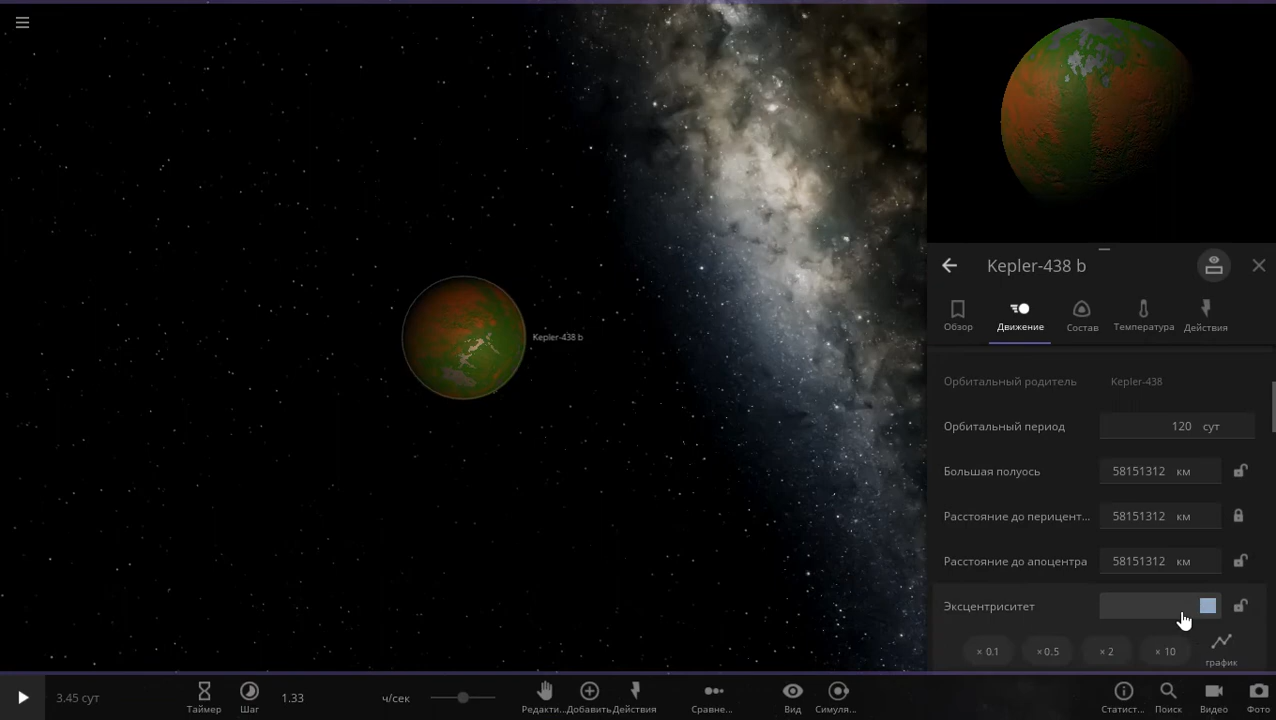 Kepler-438 b
Kepler-438 b
Обзор
Движение
Состав
Температура
Действия
Орбитальный родитель Kepler-438
Орбитальный период 120 сут
Большая полуось 58151312 км
Расстояние до перицент... 58151312 км
Расстояние до апоцентра 58151312 км
Эксцентриситет
× 0.1 ×0.5 × 2 × 10 график
3.45 сут
Таймер
Шаг
1.33 ч/сек
Редакти...
Добавить
Действия
Сравне...
Вид
Симуля...
Статист...
Поиск
Видео
Фото